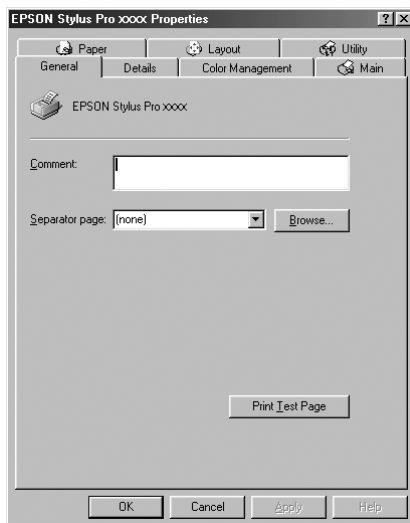 EPSON Stylus Pro xxxx Properties
Paper Layout Utility
General Details Color Management Main
EPSON Stylus Pro xxxx
Comment:
Separator page: (none) Browse...
Print Test Page
OK Cancel Apply Help